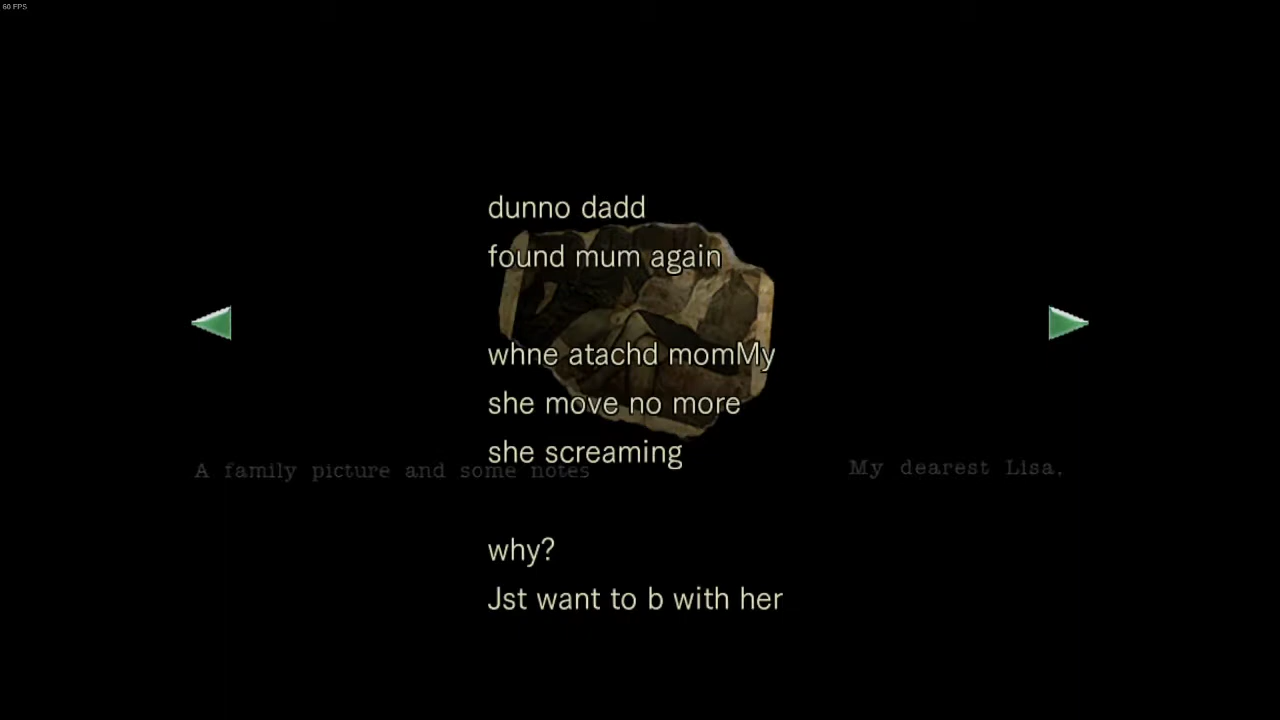 60 FPS
dunno dadd
found mum again
whne atachd momMy
she move no more
she screaming
A family picture and some notes
My dearest Lisa,
why?
Jst want to b with her